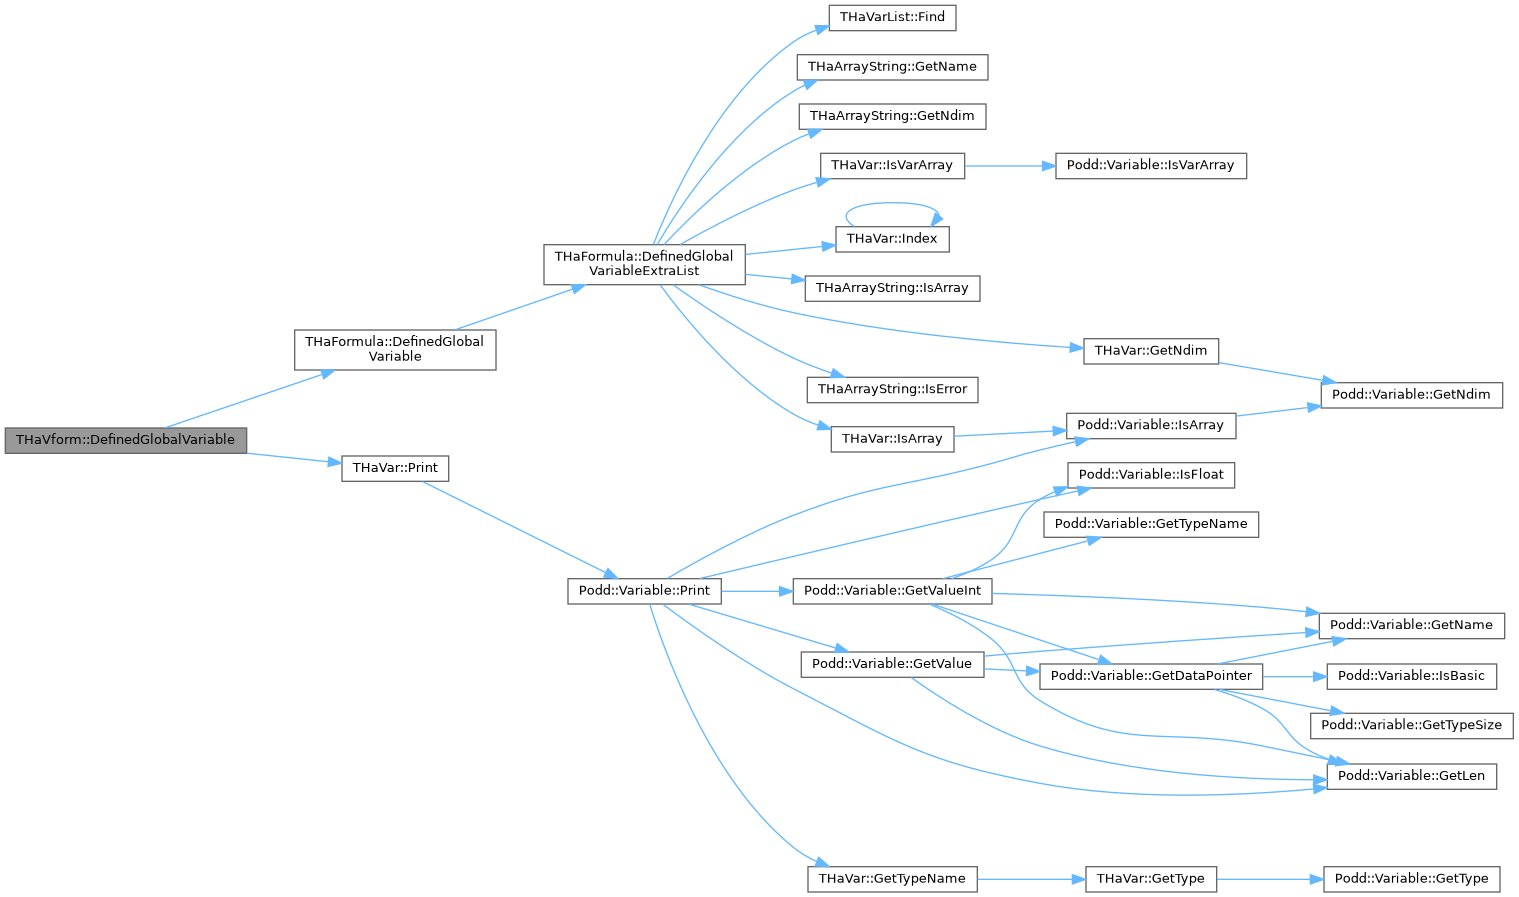 THaVarList::Find
THaArrayString::GetName
THaArrayString::GetNdim
THaVar::IsVarArray
Podd::Variable::IsVarArray
THaVar::Index
THaFormula::DefinedGlobal
VariableExtraList
THaArrayString::IsArray
THaFormula::DefinedGlobal
Variable
THaVar::GetNdim
THaArrayString::IsError
Podd::Variable::GetNdim
THaVform::DefinedGlobalVariable
THaVar::IsArray
Podd::Variable::IsArray
THaVar::Print
Podd::Variable::IsFloat
Podd::Variable::GetTypeName
Podd::Variable::Print
Podd::Variable::GetValueInt
Podd::Variable::GetName
Podd::Variable::GetValue
Podd::Variable::GetDataPointer
Podd::Variable::IsBasic
Podd::Variable::GetTypeSize
Podd::Variable::GetLen
THaVar::GetTypeName
THaVar::GetType
Podd::Variable::GetType